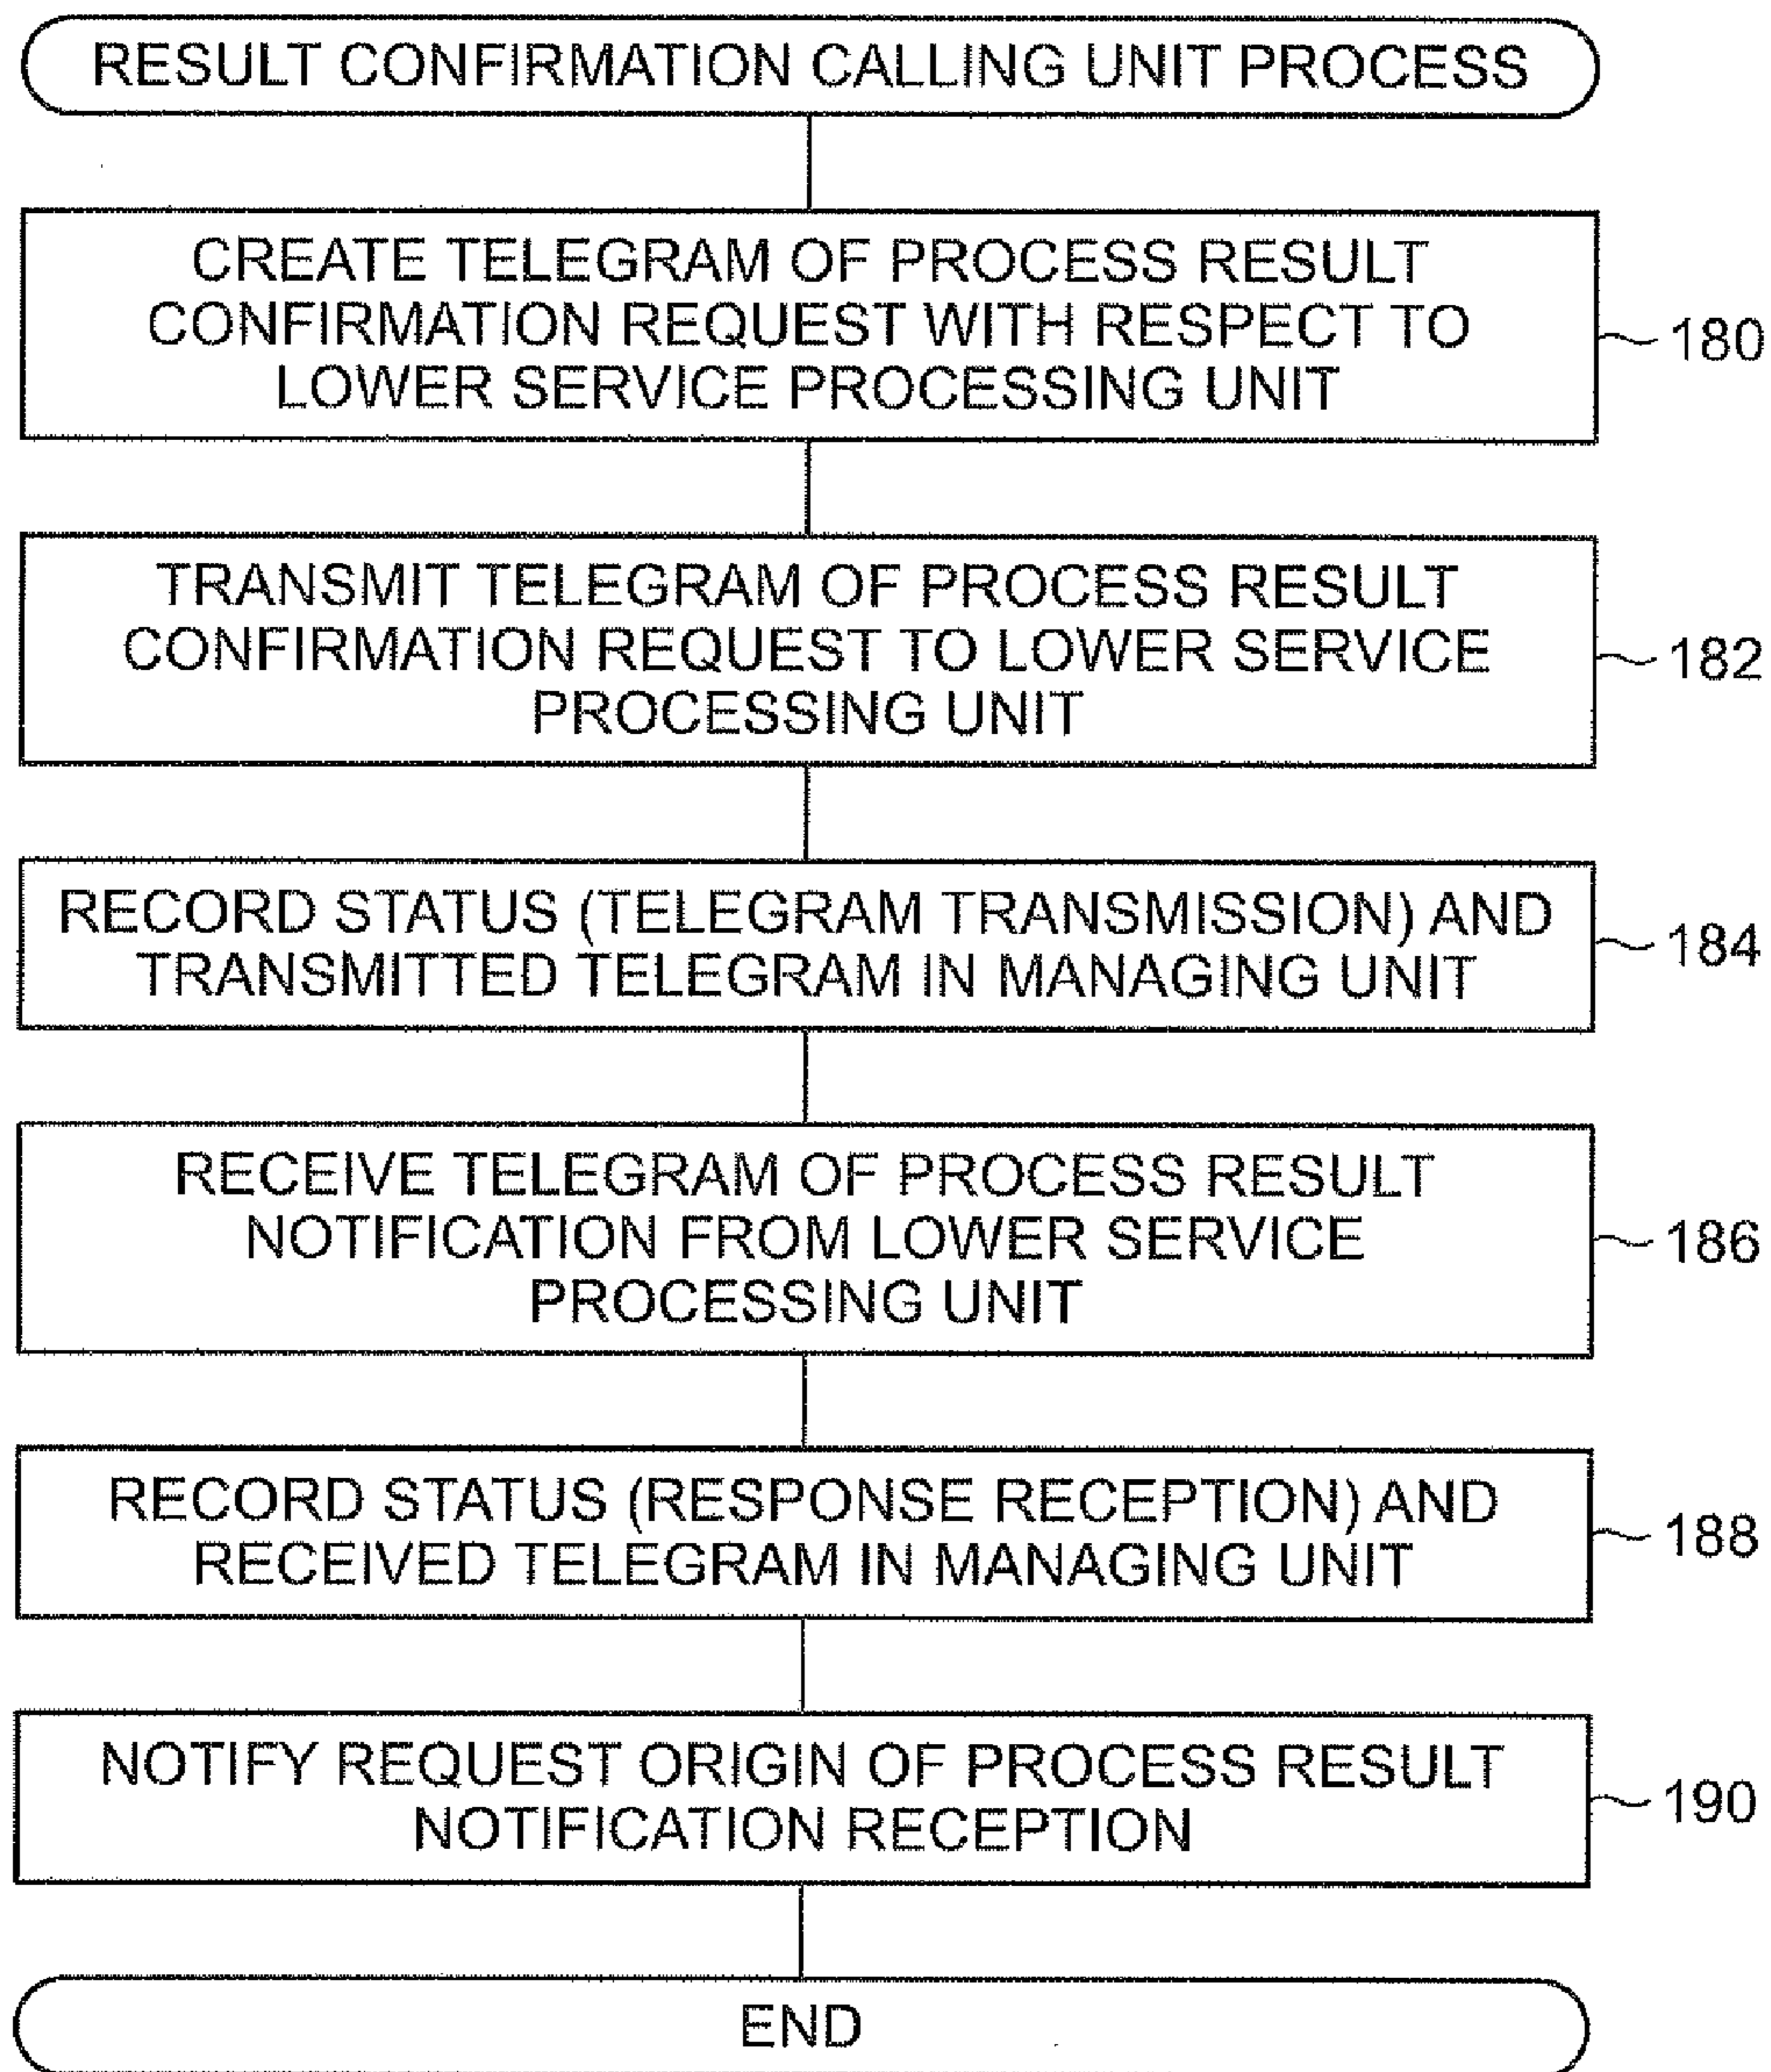 RESULT CONFIRMATION CALLING UNIT PROCESS
CREATE TELEGRAM OF PROCESS RESULT
CONFIRMATION REQUEST WITH RESPECT TO
LOWER SERVICE PROCESSING UNIT
180
TRANSMIT TELEGRAM OF PROCESS RESULT
CONFIRMATION REQUEST TO LOWER SERVICE
PROCESSING UNIT
182
RECORD STATUS (TELEGRAM TRANSMISSION) AND
TRANSMITTED TELEGRAM IN MANAGING UNIT
184
RECEIVE TELEGRAM OF PROCESS RESULT
NOTIFICATION FROM LOWER SERVICE
PROCESSING UNIT
186
RECORD STATUS (RESPONSE RECEPTION) AND
RECEIVED TELEGRAM IN MANAGING UNIT
188
NOTIFY REQUEST ORIGIN OF PROCESS RESULT
NOTIFICATION RECEPTION
190
END